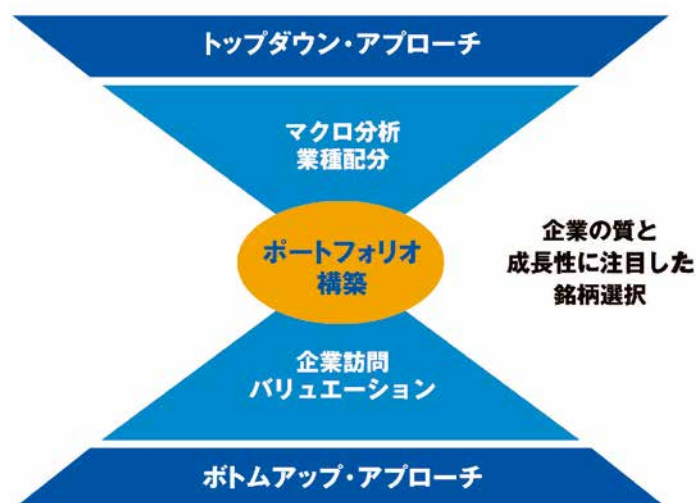 トップダウン・アプローチ
マクロ分析
業種配分
ポートフォリオ
構築
企業の質と
成長性に注目した
銘柄選択
企業訪問
バリュエーション
ボトムアップ・アプローチ